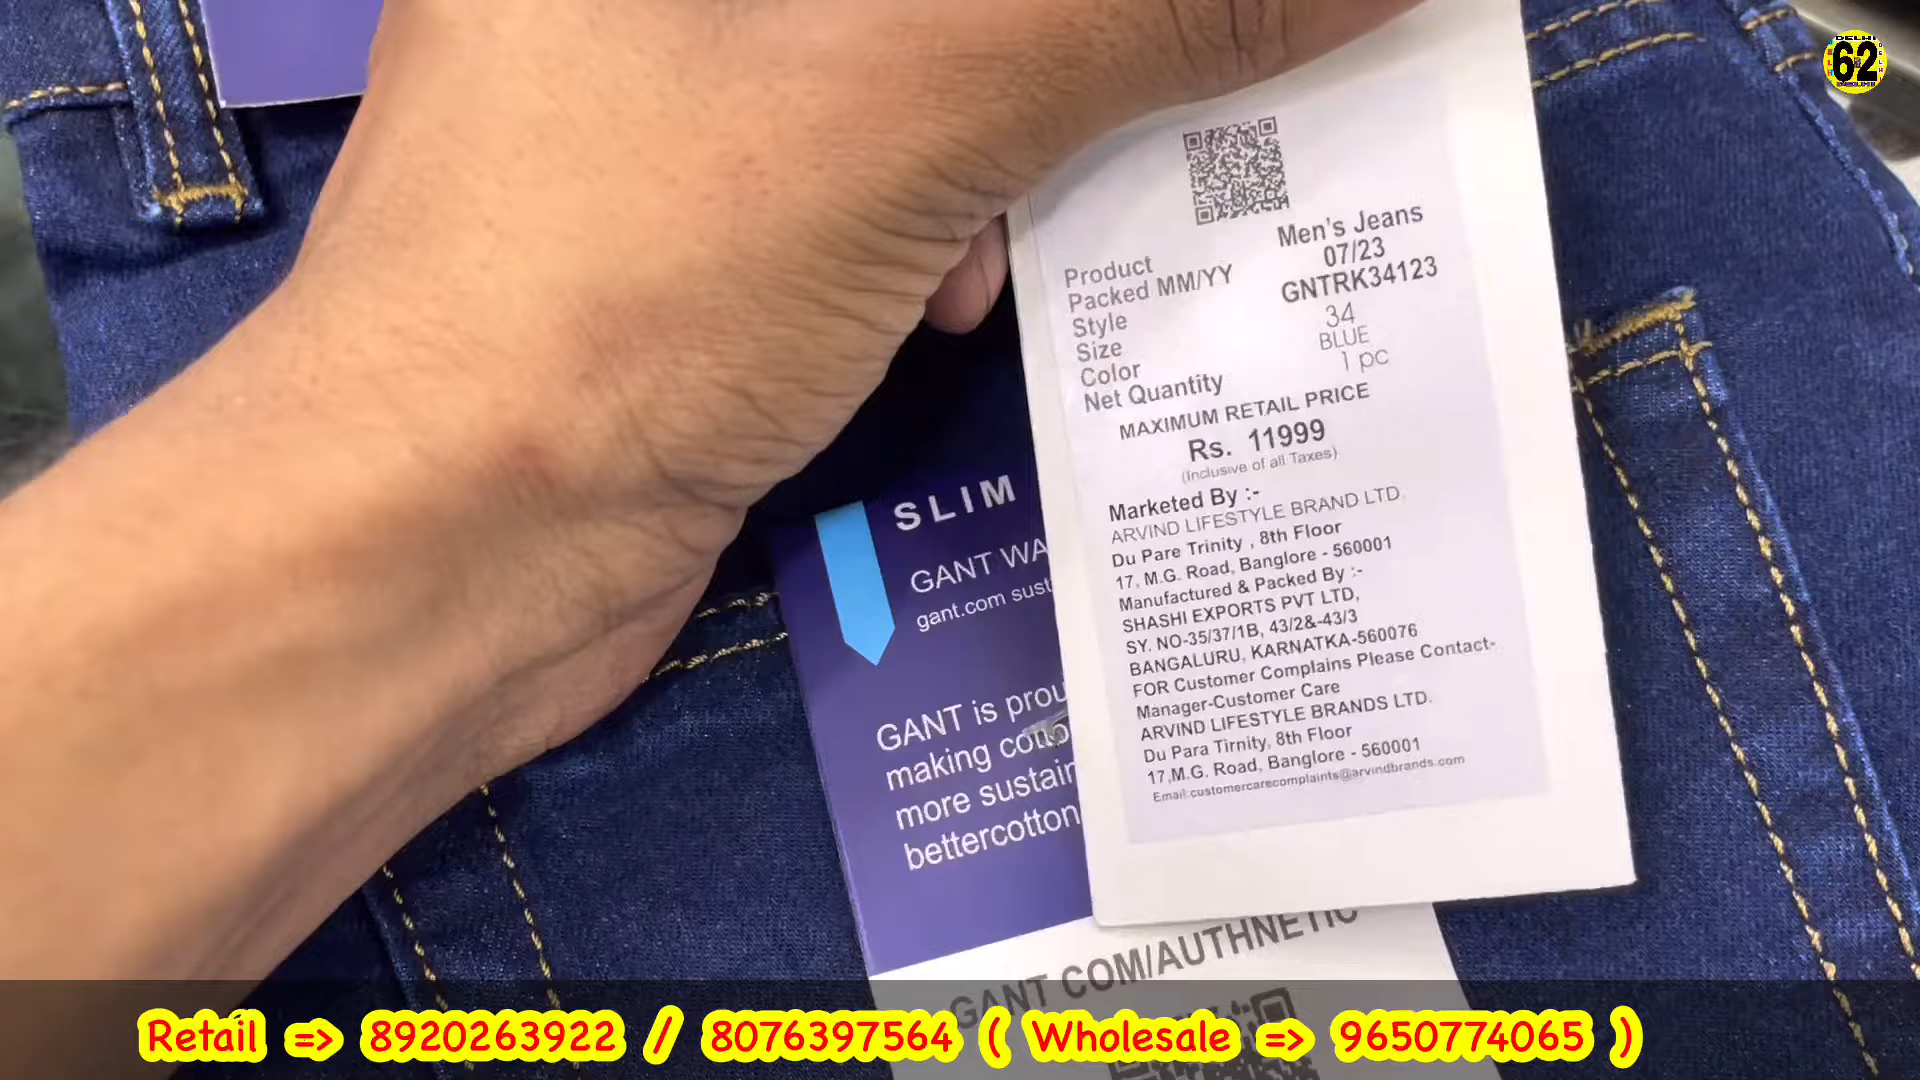 DELHI
62
Product Men's Jeans
Packed MM/YY 07/23
Style GNTRK34123
Size 34
Color BLUE
Net Quantity 1 pc
MAXIMUM RETAIL PRICE
Rs. 11999
(Inclusive of all Taxes)
Marketed By :-
ARVIND LIFESTYLE BRAND LTD.
Du Pare Trinity , 8th Floor
17, M.G. Road, Banglore - 560001
Manufactured & Packed By :-
SHASHI EXPORTS PVT LTD,
SY. NO-35/37/1B, 43/2&-43/3
BANGALURU, KARNATKA-560076
FOR Customer Complains Please Contact-
Manager-Customer Care
ARVIND LIFESTYLE BRANDS LTD.
Du Para Tirnity, 8th Floor
17,M.G. Road, Banglore - 560001
Email:customercarecomplaints@arvindbrands.com
SLIM
GANT WA
gant.com sust
GANT is prou
making cotto
more sustain
bettercotton
GANT COM/AUTHNETIC
Retail => 8920263922 / 8076397564 ( Wholesale => 9650774065 )